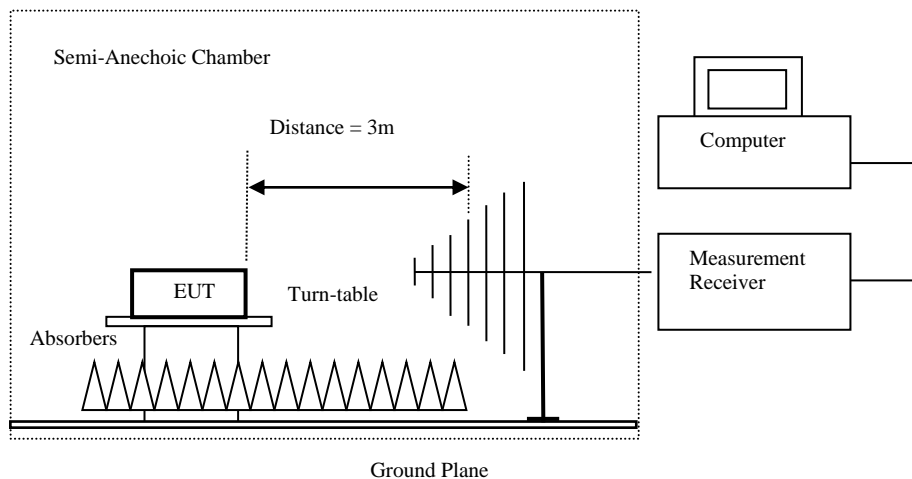 Semi-Anechoic Chamber
Distance = 3m
Computer
Measurement
Receiver
EUT
Turn-table
Absorbers
Ground Plane